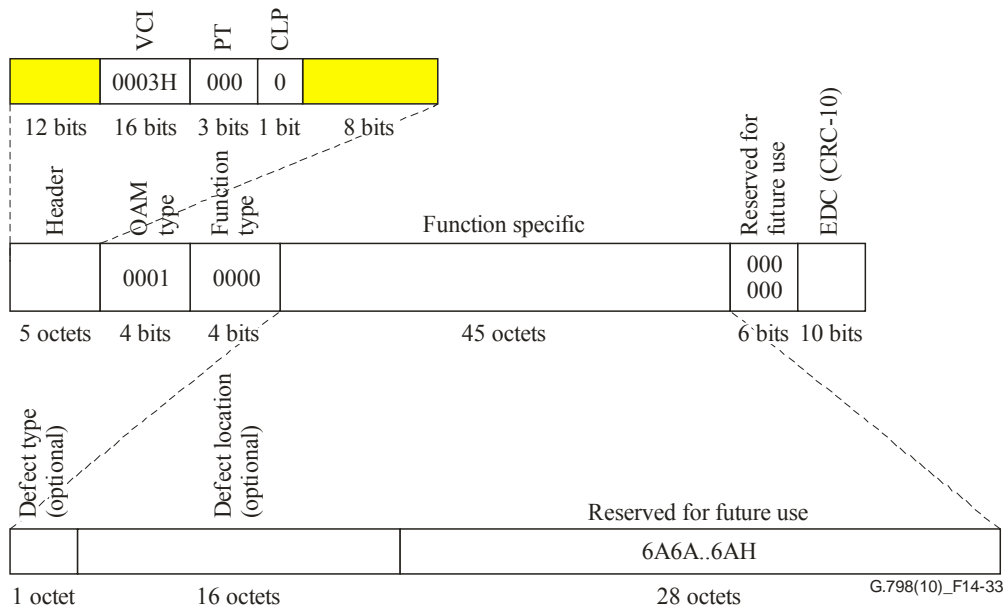 VCI PT CLP
0003H 000 0
12 bits 16 bits 3 bits 1 bit 8 bits
Header
OAM
type
Function
type
Function specific
Reserved for
future use
EDC (CRC-10)
0001 0000 000
000
5 octets 4 bits 4 bits 45 octets 6 bits 10 bits
Defect type
(optional)
Defect location
(optional)
Reserved for future use
6A6A..6AH
1 octet 16 octets 28 octets
G.798(10)_F14-33